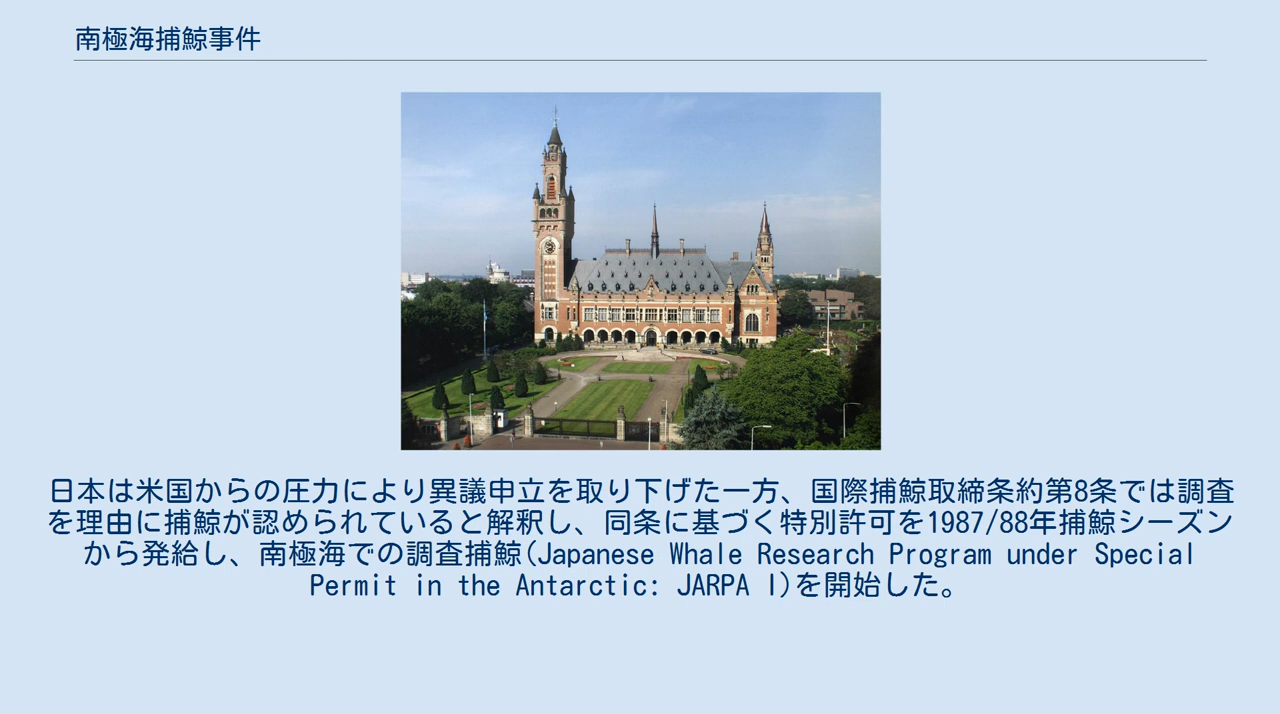 南極海捕鯨事件
日本は米国からの圧力により異議申立を取り下げた一方、国際捕鯨取締条約第8条では調査
を理由に捕鯨が認められていると解釈し、同条に基づく特別許可を1987/88年捕鯨シーズン
から発給し、南極海での調査捕鯨(Japanese Whale Research Program under Special
Permit in the Antarctic: JARPA I)を開始した。